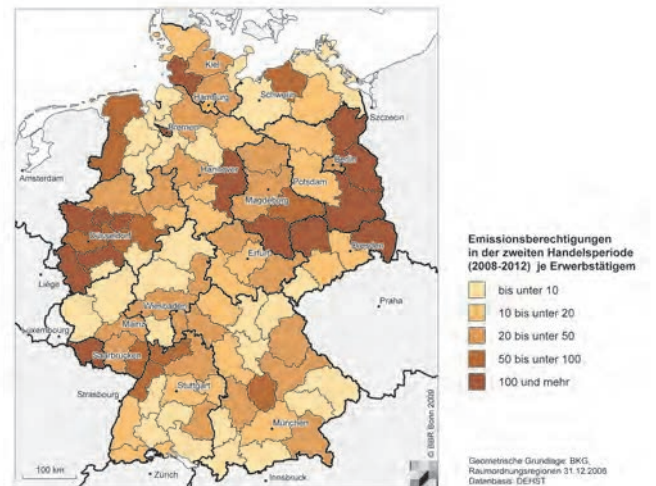 Kiel
Hamburg
Schwerin
Szczecin
Bremen
Berlin
Amsterdam
Hannover
Potsdam
Magdeburg
Düsseldorf
Dresden
Erfurt
Liège
Praha
Wiesbaden
Luxembourg
Mainz
Saarbrücken
Strasbourg
Stuttgart
München
Zürich
Innsbruck
100 km
© BBR Bonn 2009
Emissionsberechtigungen
in der zweiten Handelsperiode
(2008-2012) je Erwerbstätigem
bis unter 10
10 bis unter 20
20 bis unter 50
50 bis unter 100
100 und mehr
Geometrische Grundlage: BKG,
Raumordnungsregionen 31.12.2006
Datenbasis: DEHST